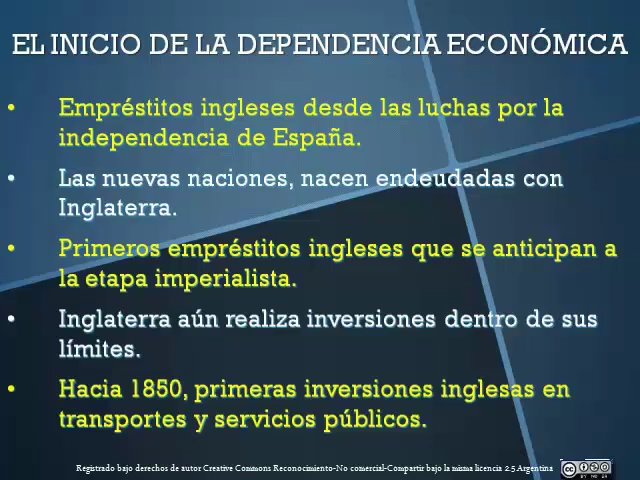 EL INICIO DE LA DEPENDENCIA ECONÓMICA
• Empréstitos ingleses desde las luchas por la
independencia de España.
• Las nuevas naciones, nacen endeudadas con
Inglaterra.
• Primeros empréstitos ingleses que se anticipan a
la etapa imperialista.
• Inglaterra aún realiza inversiones dentro de sus
límites.
• Hacia 1850, primeras inversiones inglesas en
transportes y servicios públicos.
Registrado bajo derechos de autor Creative Commons Reconocimiento-No comercial-Compartir bajo la misma licencia 2.5 Argentina